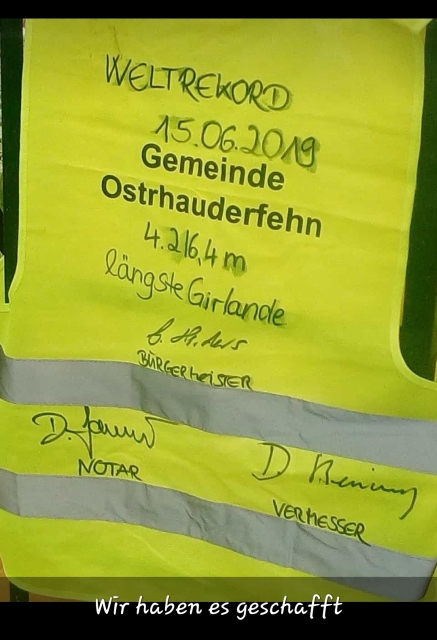 WELTREKORD
15.06.2019
Gemeinde
Ostrhauderfehn
4.216,4 m
längste Girlande
BÜRGERMEISTER
NOTAR
VERMESSER
Wir haben es geschafft